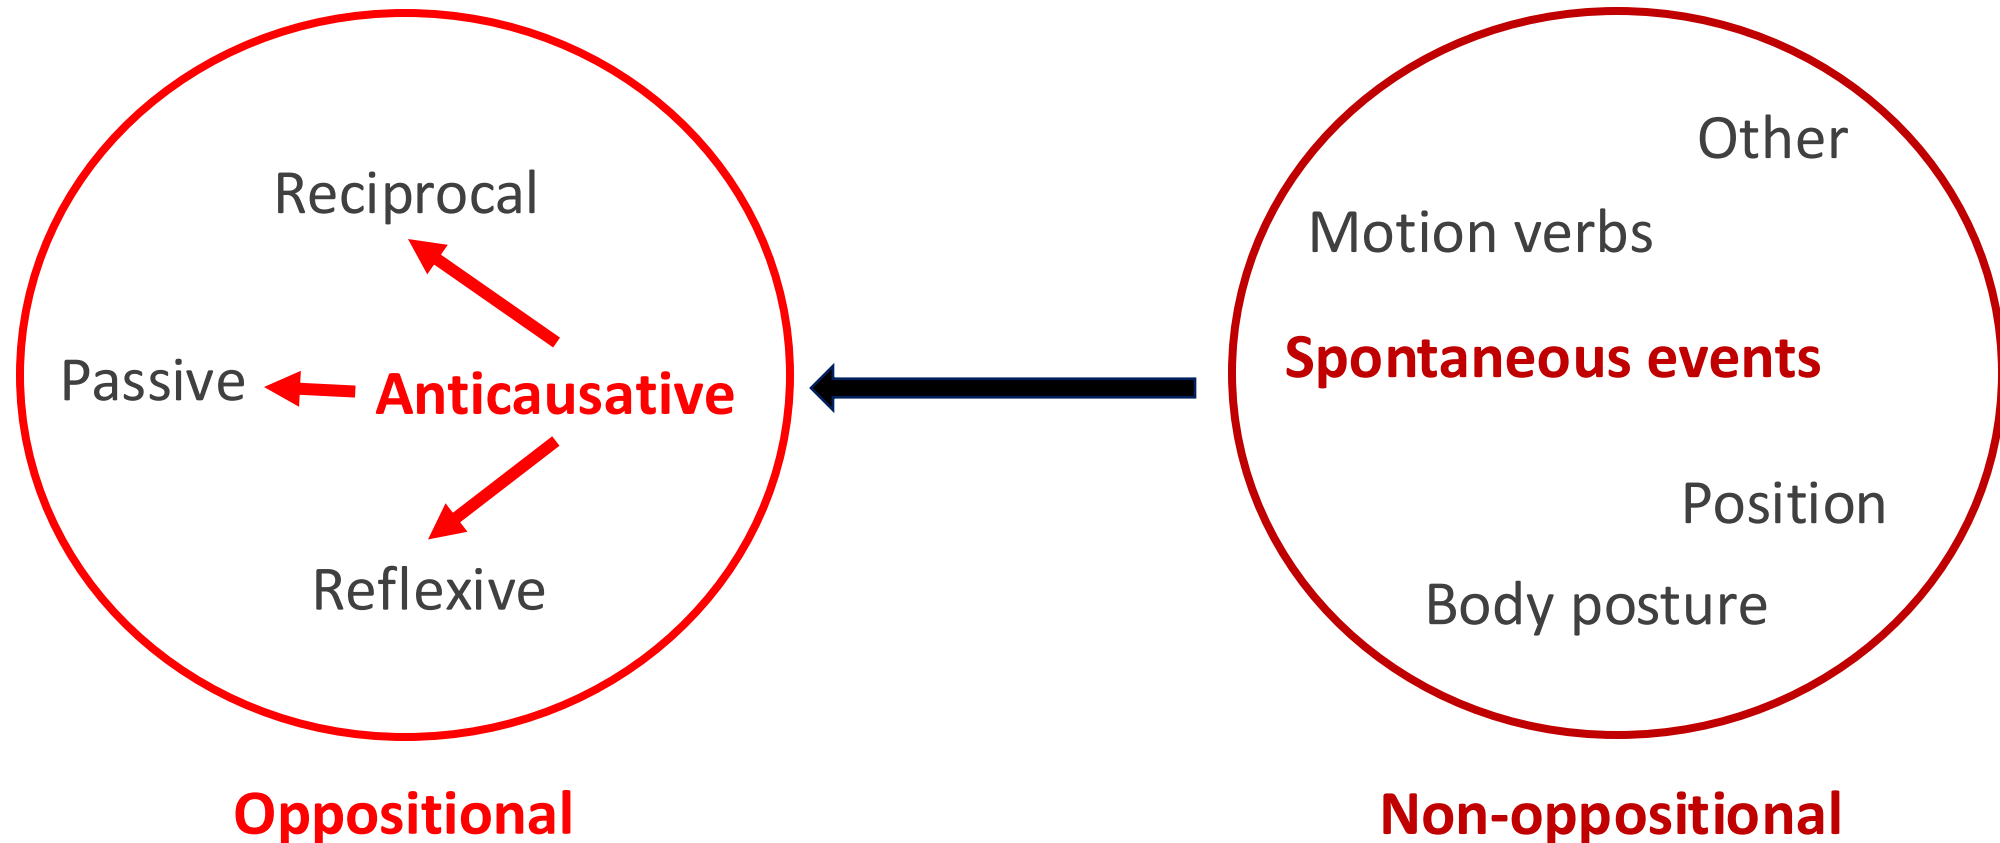 Reciprocal
Passive
Anticausative
Reflexive
Oppositional
Other
Motion verbs
Spontaneous events
Position
Body posture
Non-oppositional